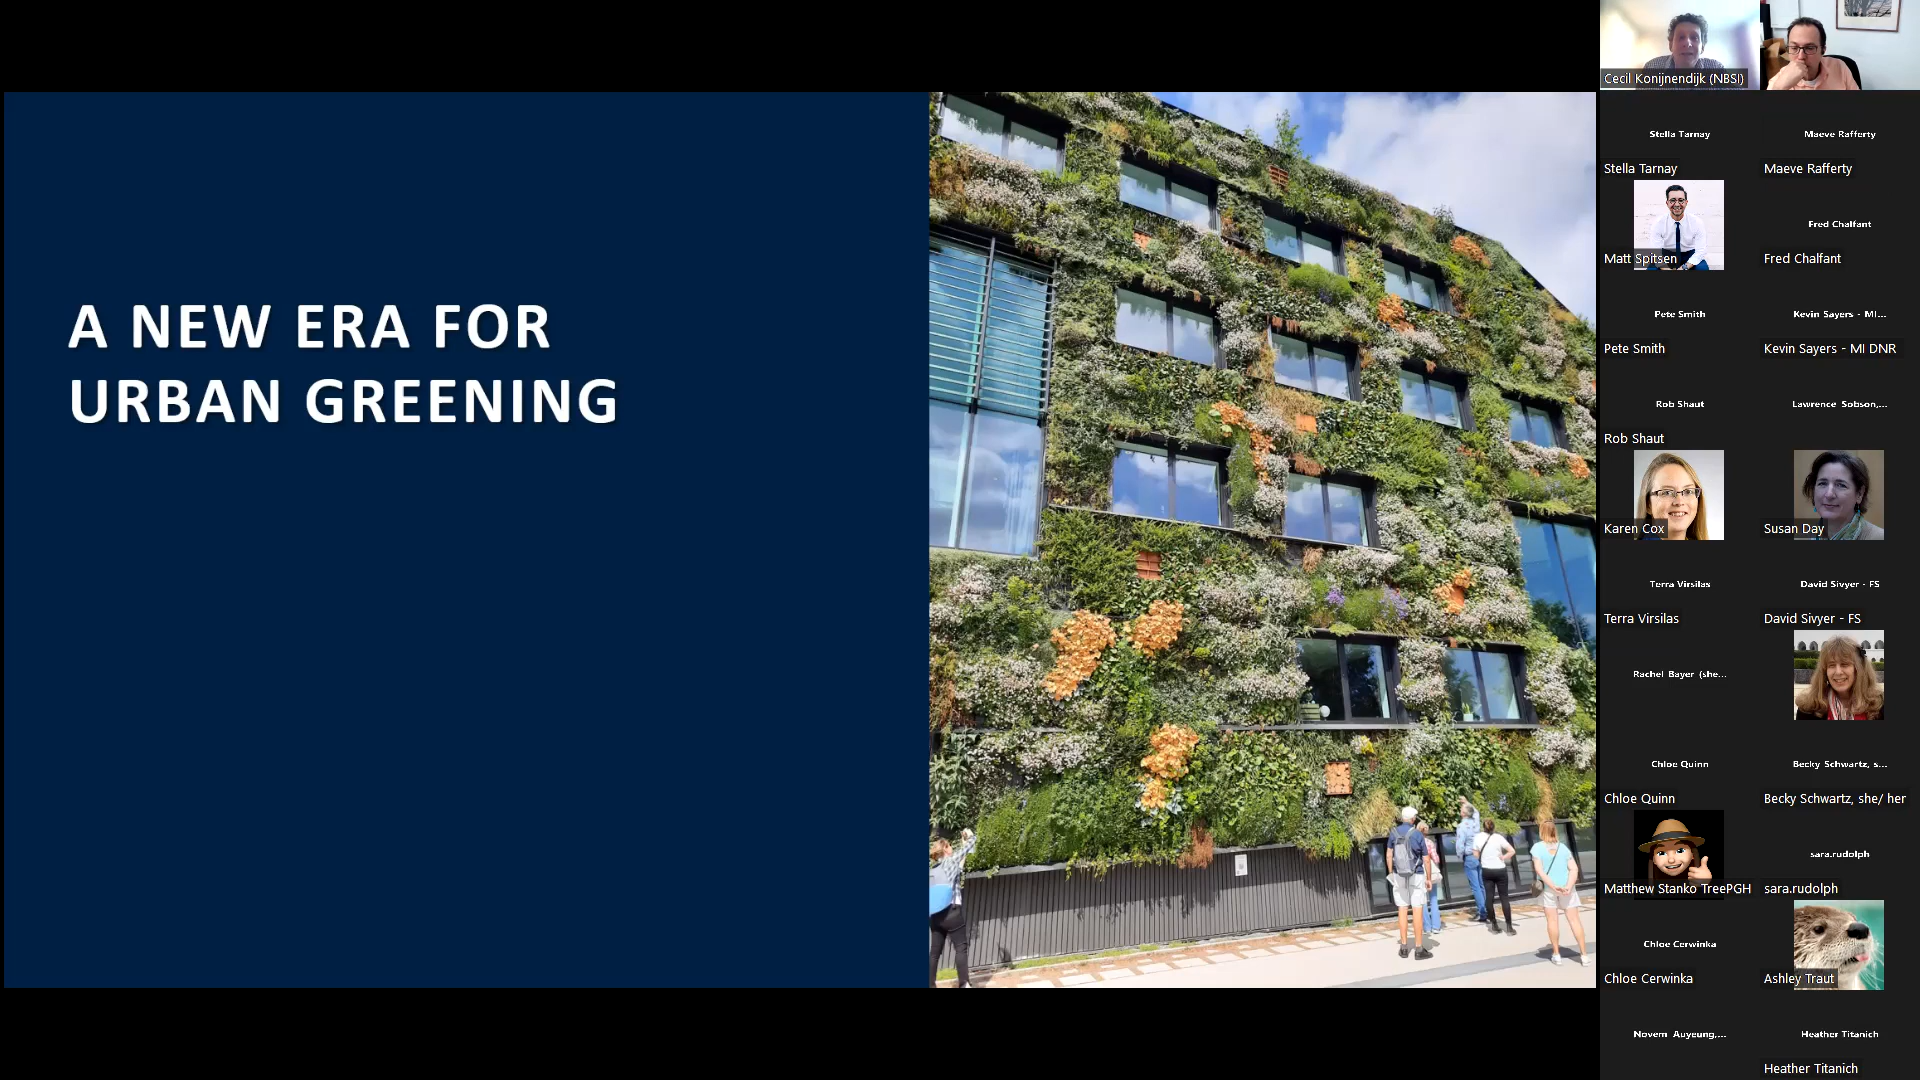 A NEW ERA FOR
URBAN GREENING
Cecil Konijnendijk (NBSI)
Stella Tarnay
Maeve Rafferty
Stella Tarnay
Maeve Rafferty
Matt Spitsen
Fred Chalfant
Fred Chalfant
Pete Smith
Kevin Sayers - MI...
Pete Smith
Kevin Sayers - MI DNR
Rob Shaut
Lawrence Sobson,...
Rob Shaut
Karen Cox
Susan Day
Terra Virsilas
David Sivyer - FS
Terra Virsilas
David Sivyer - FS
Rachel Bayer (she...
Chloe Quinn
Becky Schwartz, s...
Chloe Quinn
Becky Schwartz, she/ her
sara.rudolph
Matthew Stanko TreePGH
sara.rudolph
Chloe Cerwinka
Chloe Cerwinka
Ashley Traut
Novem Auyeung,...
Heather Titanich
Heather Titanich